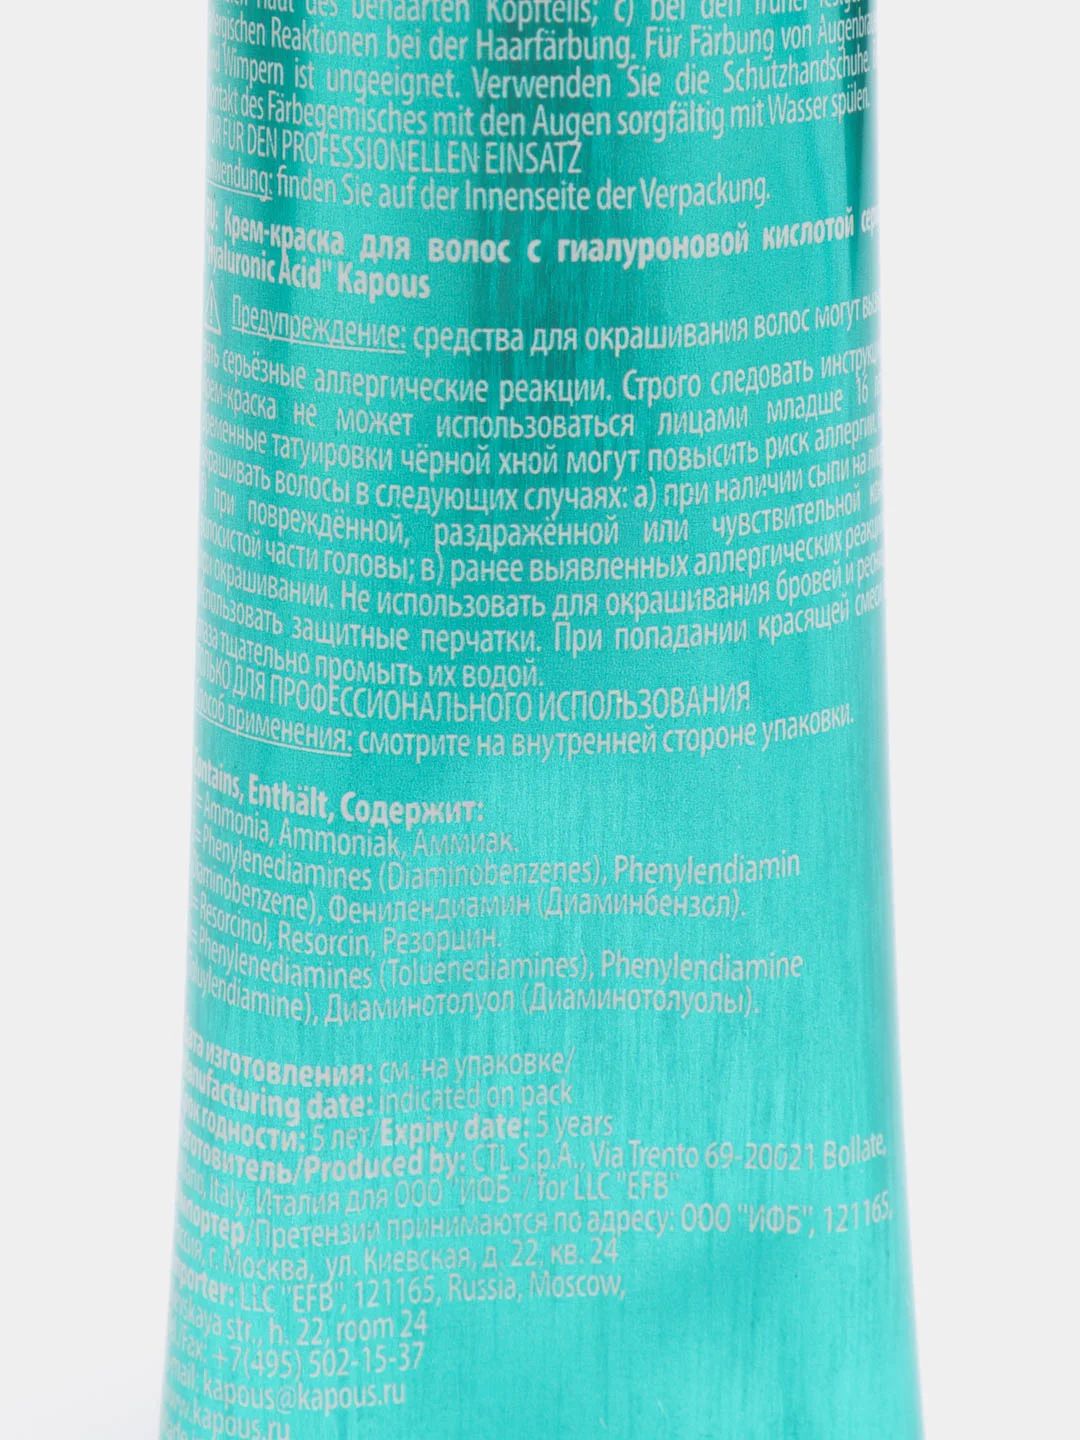 Haut des behaarten Kopfteils; c) bei den früher
Reaktionen bei der Haarfärbung. Für Färbung von
Wimpern ist ungeeignet. Verwenden Sie die Schutzhandschuhe.
des Färbegemisches mit den Augen sorgfältig mit Wasser spülen.
FÜR DEN PROFESSIONELLEN EINSATZ
finden Sie auf der Innenseite der Verpackung.
Крем-краска для волос с гиалуроновой кислотой
Acid" Kapous
Предупреждение: средства для окрашивания волос могут
серьёзные аллергические реакции. Строго следовать
не может использоваться лицами младше 16
татуировки чёрной хной могут повысить риск аллергии.
волосы в следующих случаях: а) при наличии сыпи на
при повреждённой, раздражённой или чувствительной
части головы; в) ранее выявленных аллергических
окрашивании. Не использовать для окрашивания бровей и
защитные перчатки. При попадании красящей
тщательно промыть их водой.
ДЛЯ ПРОФЕССИОНАЛЬНОГО ИСПОЛЬЗОВАНИЯ
применения: смотрите на внутренней стороне упаковки.
Enthält, Содержит:
= Ammonia, Ammoniak, Аммиак.
= Phenylenediamines (Diaminobenzenes), Phenylendiamin
Фенилендиамин (Диаминбензол).
= Resorcinol, Resorcin, Резорцин.
= Phenylenediamines (Toluenediamines), Phenylendiamine
Диаминотолуол (Диаминотолуолы).
изготовления: см. на упаковке/
date: indicated on pack
годности: 5 лет/Expiry date: 5 years
by: CTL S.p.A., Via Trento 69-20021 Bollate,
Italy, Италия для ООО "ИФБ"/for LLC "EFB"
Претензии принимаются по адресу: ООО "ИФБ", 121165,
г. Москва, ул. Киевская, д. 22, кв. 24
LLC "EFB", 121165, Russia, Moscow,
str., h. 22, room 24
+7(495) 502-15-37
kapous@kapous.ru
kapous.ru